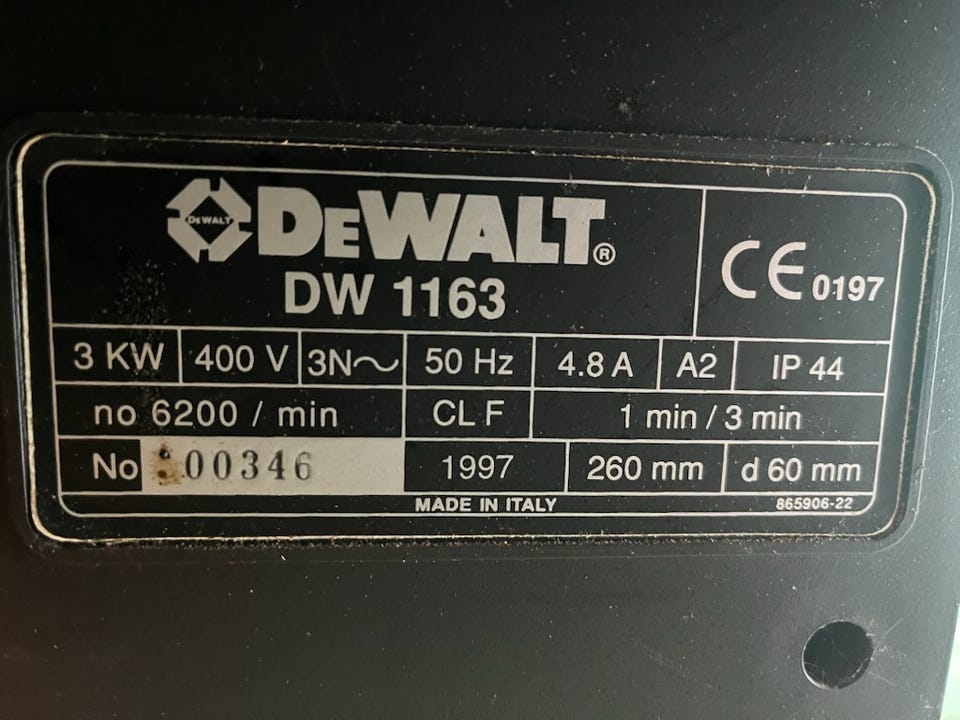 DeWALT
DEWALT®
DW 1163
CE 0197
3 KW 400 V 3N~ 50 Hz 4.8 A A2 IP 44
no 6200 / min CL F 1 min / 3 min
No 00346 1997 260 mm d 60 mm
MADE IN ITALY 865906-22